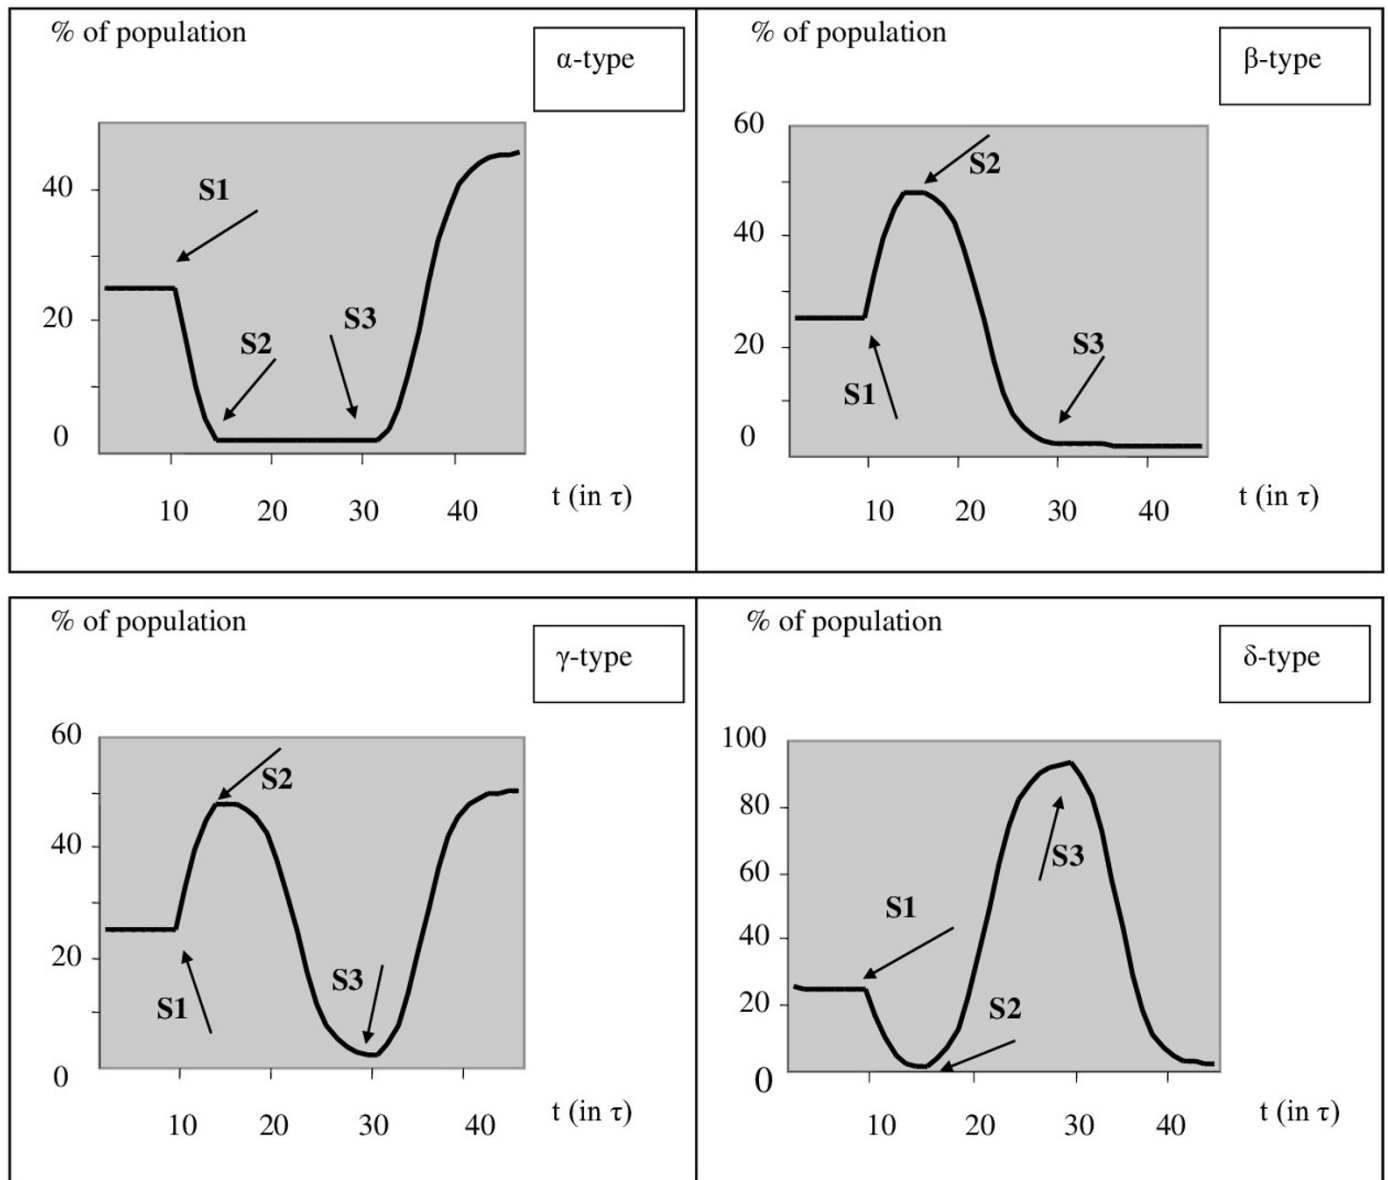 % of population
α-type
40
20
0
S1
S2
S3
10 20 30 40
t (in τ)
% of population
β-type
60
40
20
0
S2
S1
S3
10 20 30 40
t (in τ)
% of population
γ-type
60
40
20
0
S2
S3
S1
10 20 30 40
t (in τ)
% of population
δ-type
100
80
60
40
20
0
S3
S1
S2
10 20 30 40
t (in τ)